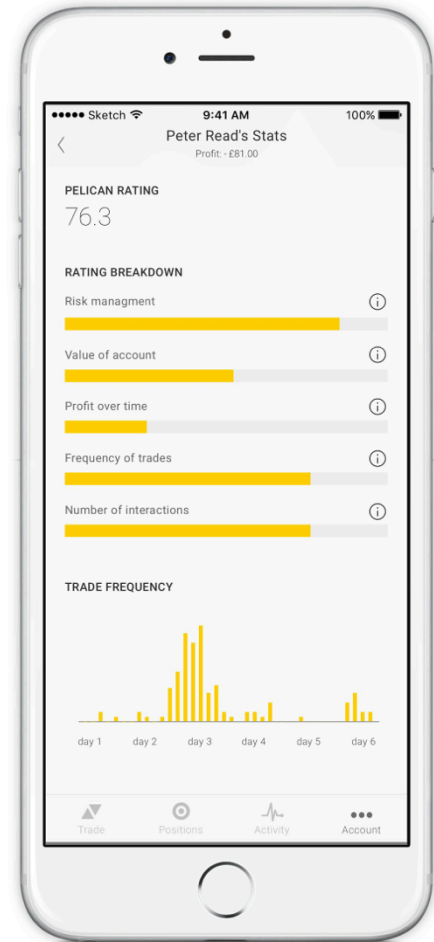 Sketch 9:41 AM 100%
Peter Read's Stats
Profit: - £81.00
PELICAN RATING
76.3
RATING BREAKDOWN
Risk managment
Value of account
Profit over time
Frequency of trades
Number of interactions
TRADE FREQUENCY
day 1 day 2 day 3 day 4 day 5 day 6
Trade Positions Activity Account